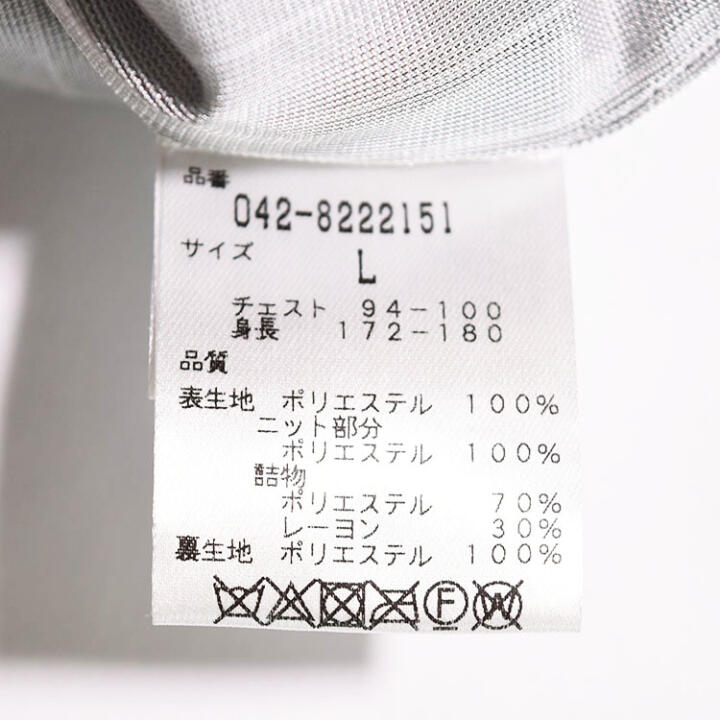 品番
042-8222151
サイズ
L
チェスト 94-100
身長 172-180
品質
表生地 ポリエステル 100%
ニット部分
ポリエステル 100%
詰物
ポリエステル 70%
レーヨン 30%
裏生地 ポリエステル 100%
F W